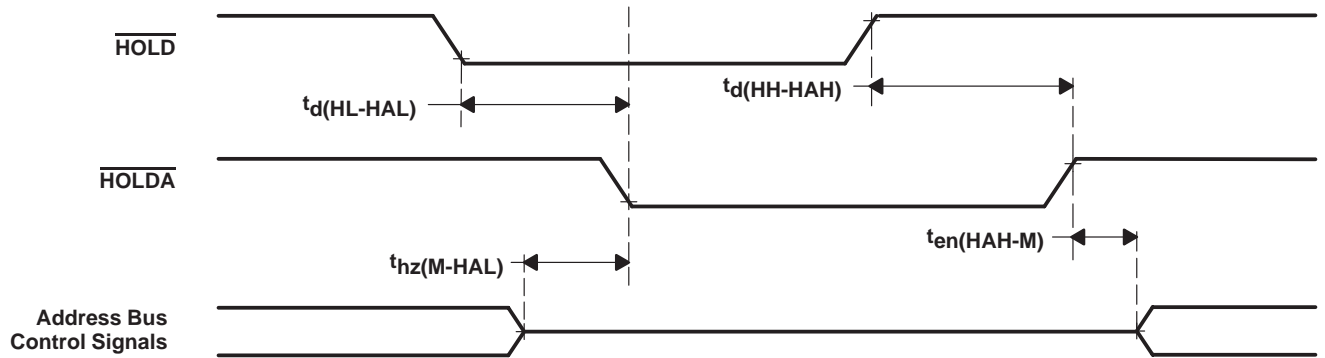 HOLD
td(HL-HAL)
td(HH-HAH)
HOLDA
ten(HAH-M)
thz(M-HAL)
Address Bus
Control Signals